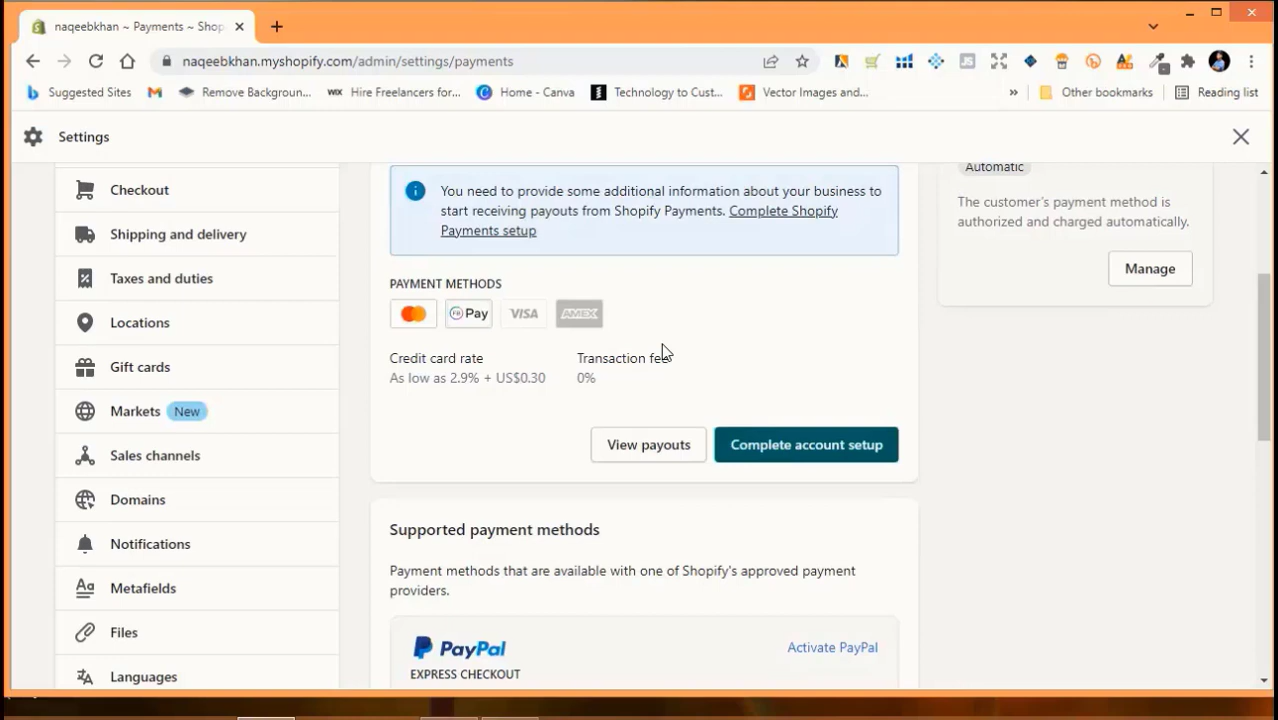 naqeebkhan ~ Payments ~ Shop
naqeebkhan.myshopify.com/admin/settings/payments
Suggested Sites
Remove Backgroun...
WIX Hire Freelancers for...
Home - Canva
Technology to Cust...
Vector Images and...
Other bookmarks
Reading list
Settings
Checkout
Shipping and delivery
Taxes and duties
Locations
Gift cards
Markets New
Sales channels
Domains
Notifications
Metafields
Files
Languages
You need to provide some additional information about your business to
start receiving payouts from Shopify Payments. Complete Shopify
Payments setup
PAYMENT METHODS
Pay VISA AMEX
Credit card rate
As low as 2.9% + US$0.30
Transaction fee
0%
View payouts
Complete account setup
Supported payment methods
Payment methods that are available with one of Shopify's approved payment
providers.
PayPal
EXPRESS CHECKOUT
Activate PayPal
Automatic
The customer's payment method is
authorized and charged automatically.
Manage